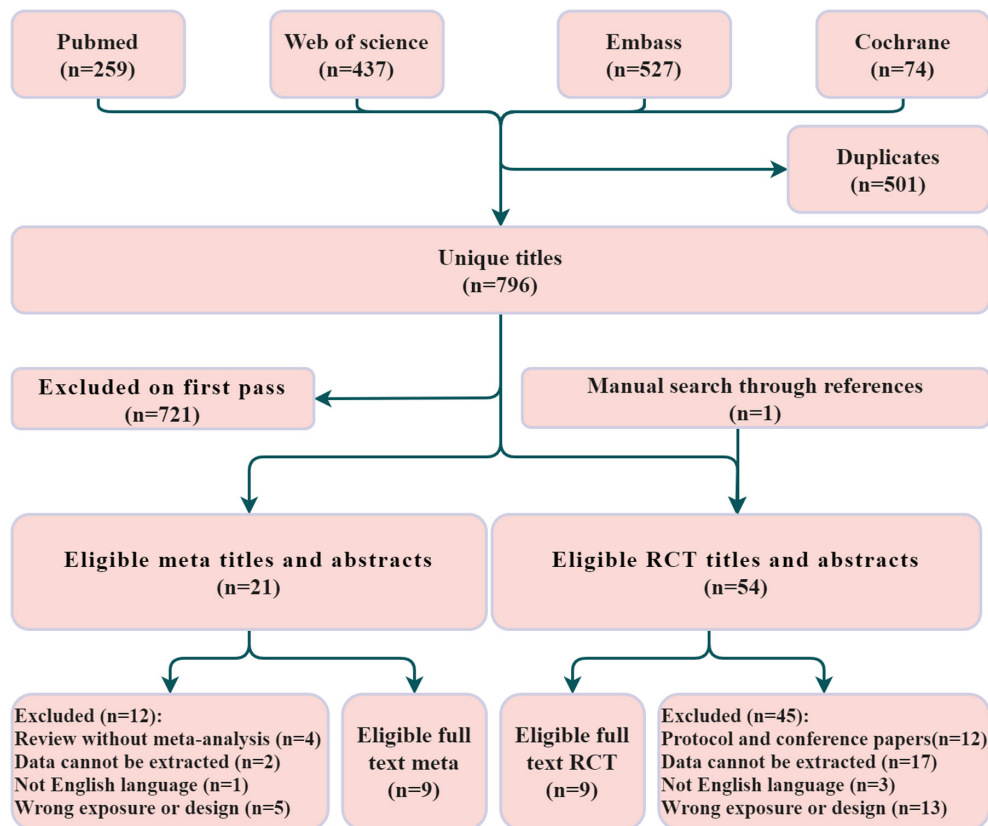 Pubmed
(n=259)
Web of science
(n=437)
Embass
(n=527)
Cochrane
(n=74)
Duplicates
(n=501)
Unique titles
(n=796)
Excluded on first pass
(n=721)
Manual search through references
(n=1)
Eligible meta titles and abstracts
(n=21)
Eligible RCT titles and abstracts
(n=54)
Excluded (n=12):
Review without meta-analysis (n=4)
Data cannot be extracted (n=2)
Not English language (n=1)
Wrong exposure or design (n=5)
Eligible full
text meta
(n=9)
Eligible full
text RCT
(n=9)
Excluded (n=45):
Protocol and conference papers(n=12)
Data cannot be extracted (n=17)
Not English language (n=3)
Wrong exposure or design (n=13)